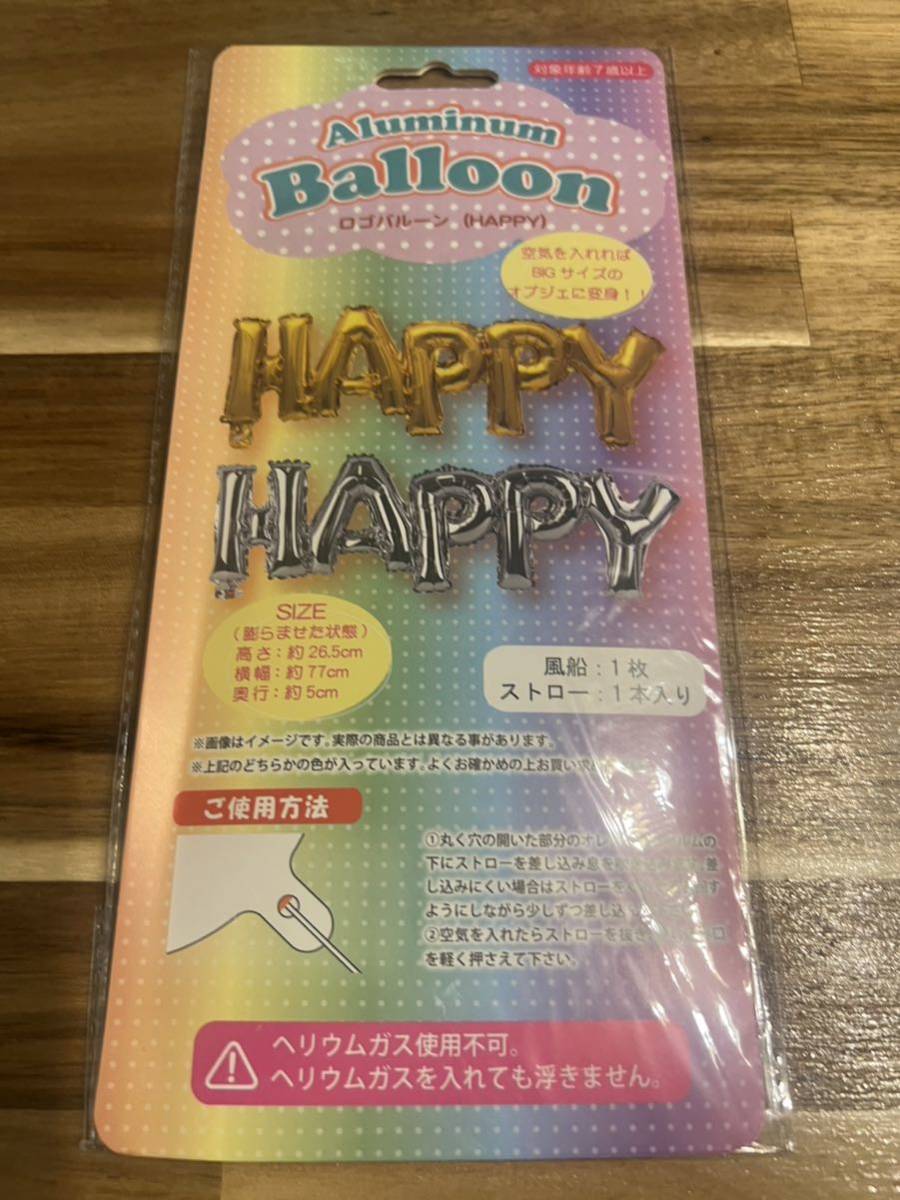 対象年齢7歳以上
Aluminum
Balloon
ロゴバルーン (HAPPY)
空気を入れれば
BIGサイズの
オブジェに変身!!
HAPPY
HAPPY
SIZE
(膨らませた状態)
高さ:約26.5cm
横幅:約77cm
奥行:約5cm
風船:1枚
ストロー:1本入り
※画像はイメージです。実際の商品とは異なる事があります。
※上記のどちらかの色が入っています。よくお確かめの上お買い求め
ご使用方法
①丸く穴の開いた部分の
下にストローを差し込み息を
し込みにくい場合はストローを
ようにしながら少しずつ差し込
②空気を入れたらストローを抜き
を軽く押さえて下さい。
ヘリウムガス使用不可。
ヘリウムガスを入れても浮きません。